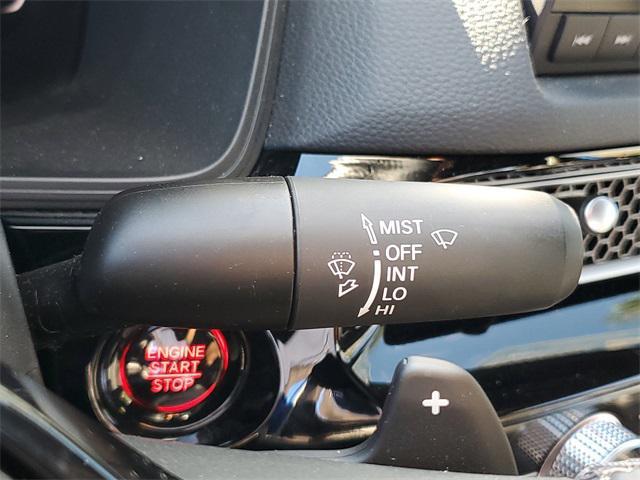 MIST
OFF
INT
LO
HI
ENGINE
START
STOP